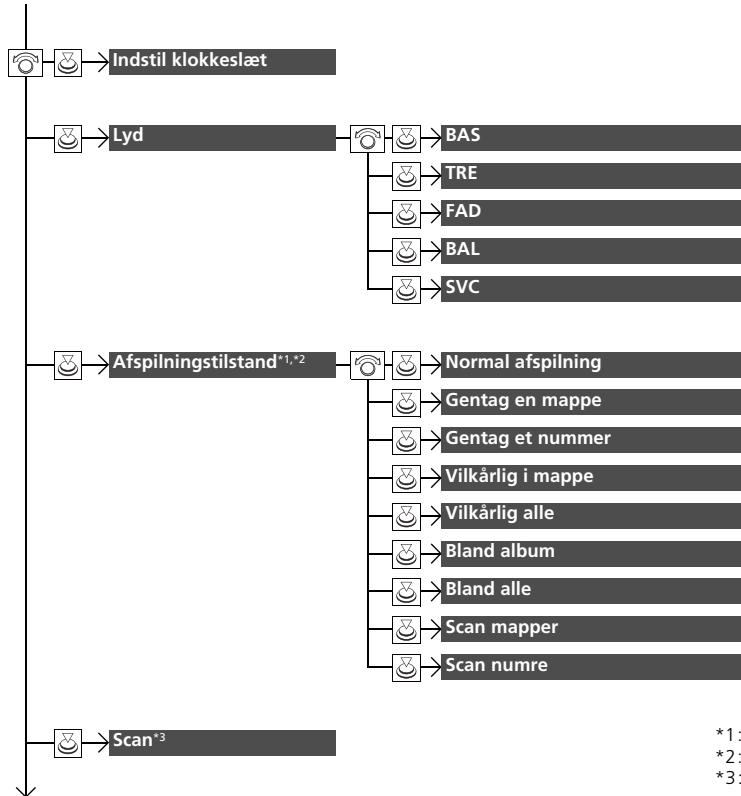 Indstil klokkeslæt
Lyd
BAS
TRE
FAD
BAL
SVC
Afspilningstilstand*1,*2
Normal afspilning
Gentag en mappe
Gentag et nummer
Vilkårlig i mappe
Vilkårlig alle
Bland album
Bland alle
Scan mapper
Scan numre
Scan*3
*1:
*2:
*3: